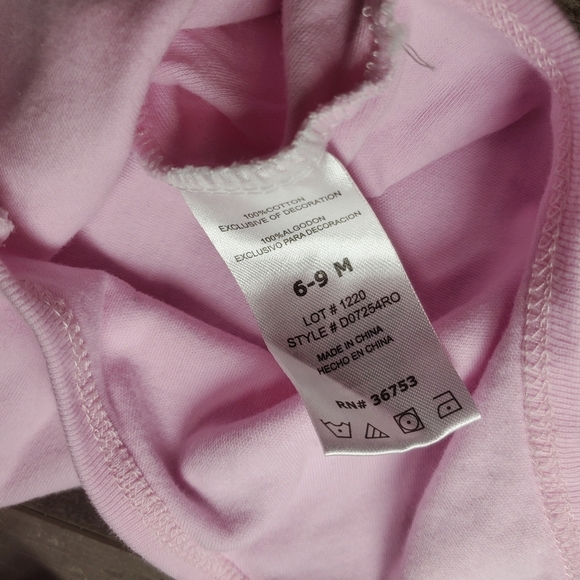 100%COTTON
EXCLUSIVE OF DECORATION
100%ALGODON
EXCLUSIVO PARA DECORACION
6-9 M
LOT # 1220
STYLE # D07254RO
MADE IN CHINA
HECHO EN CHINA
RN# 36753